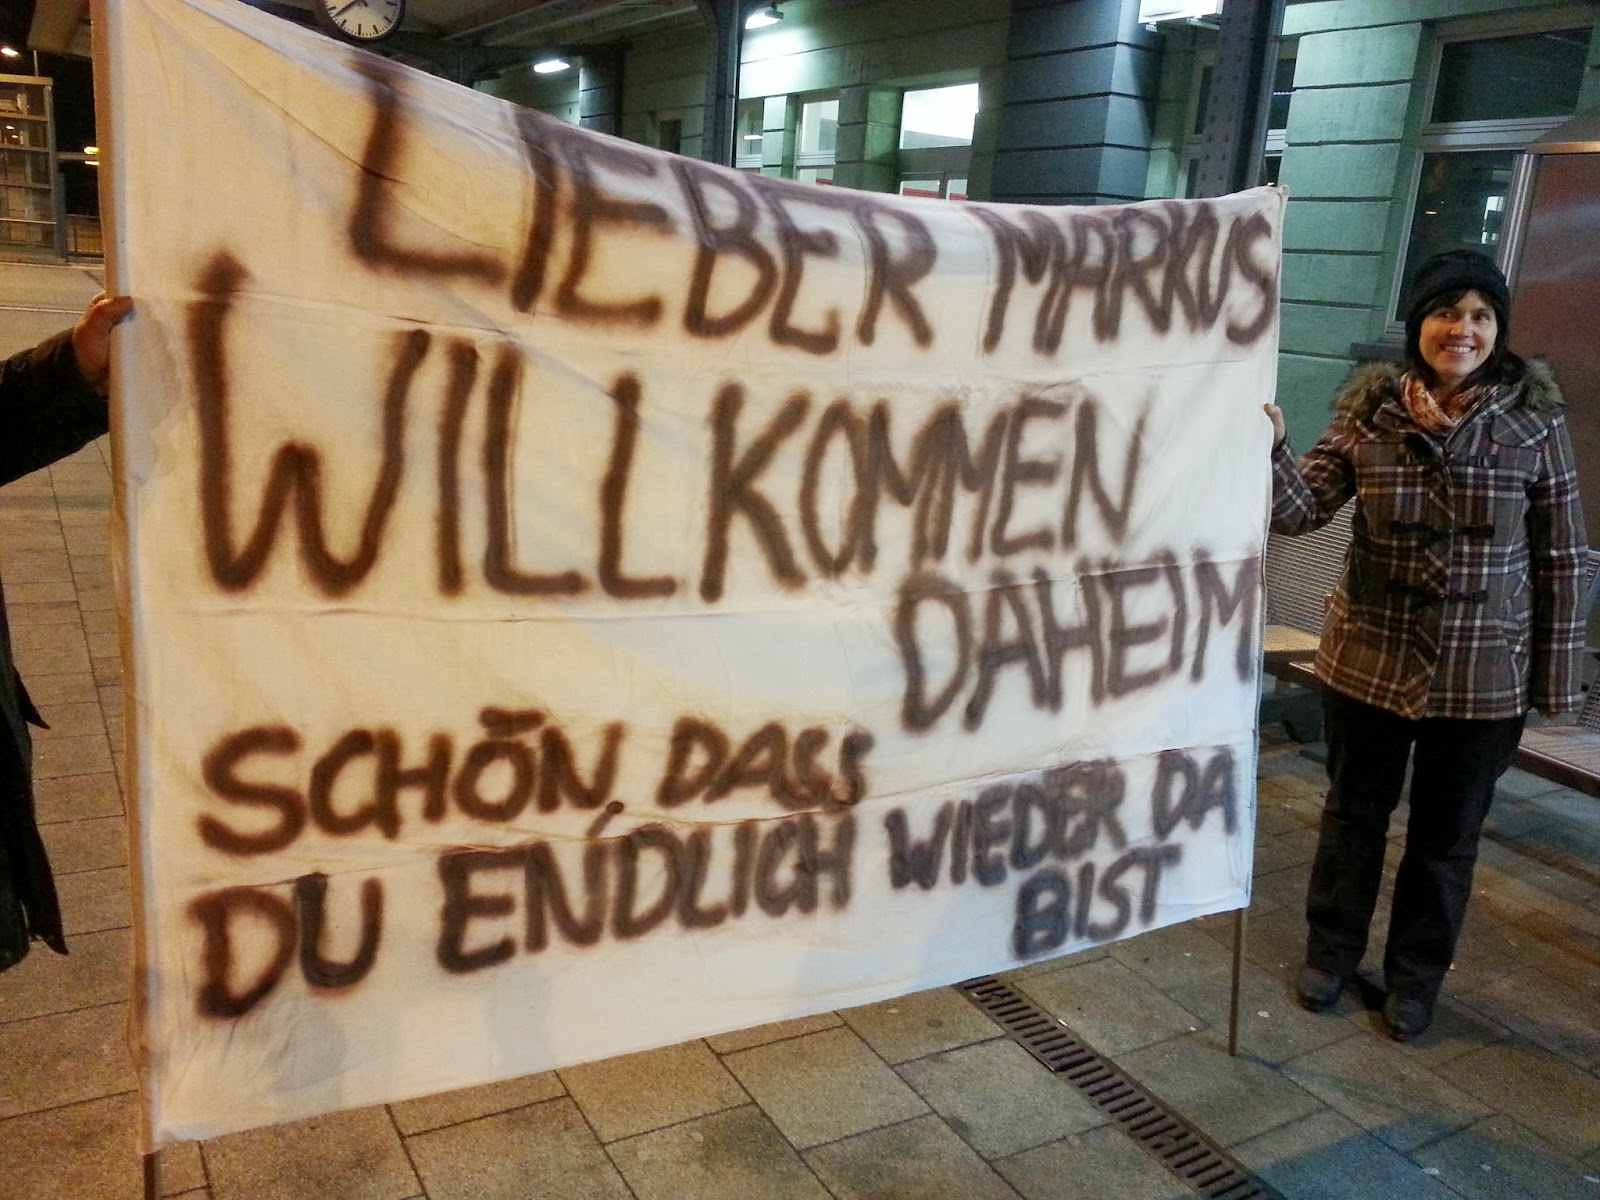 LIEBER MARKUS
WILLKOMMEN
DAHEIM
SCHÖN, DASS
DU ENDLICH WIEDER DA
BIST